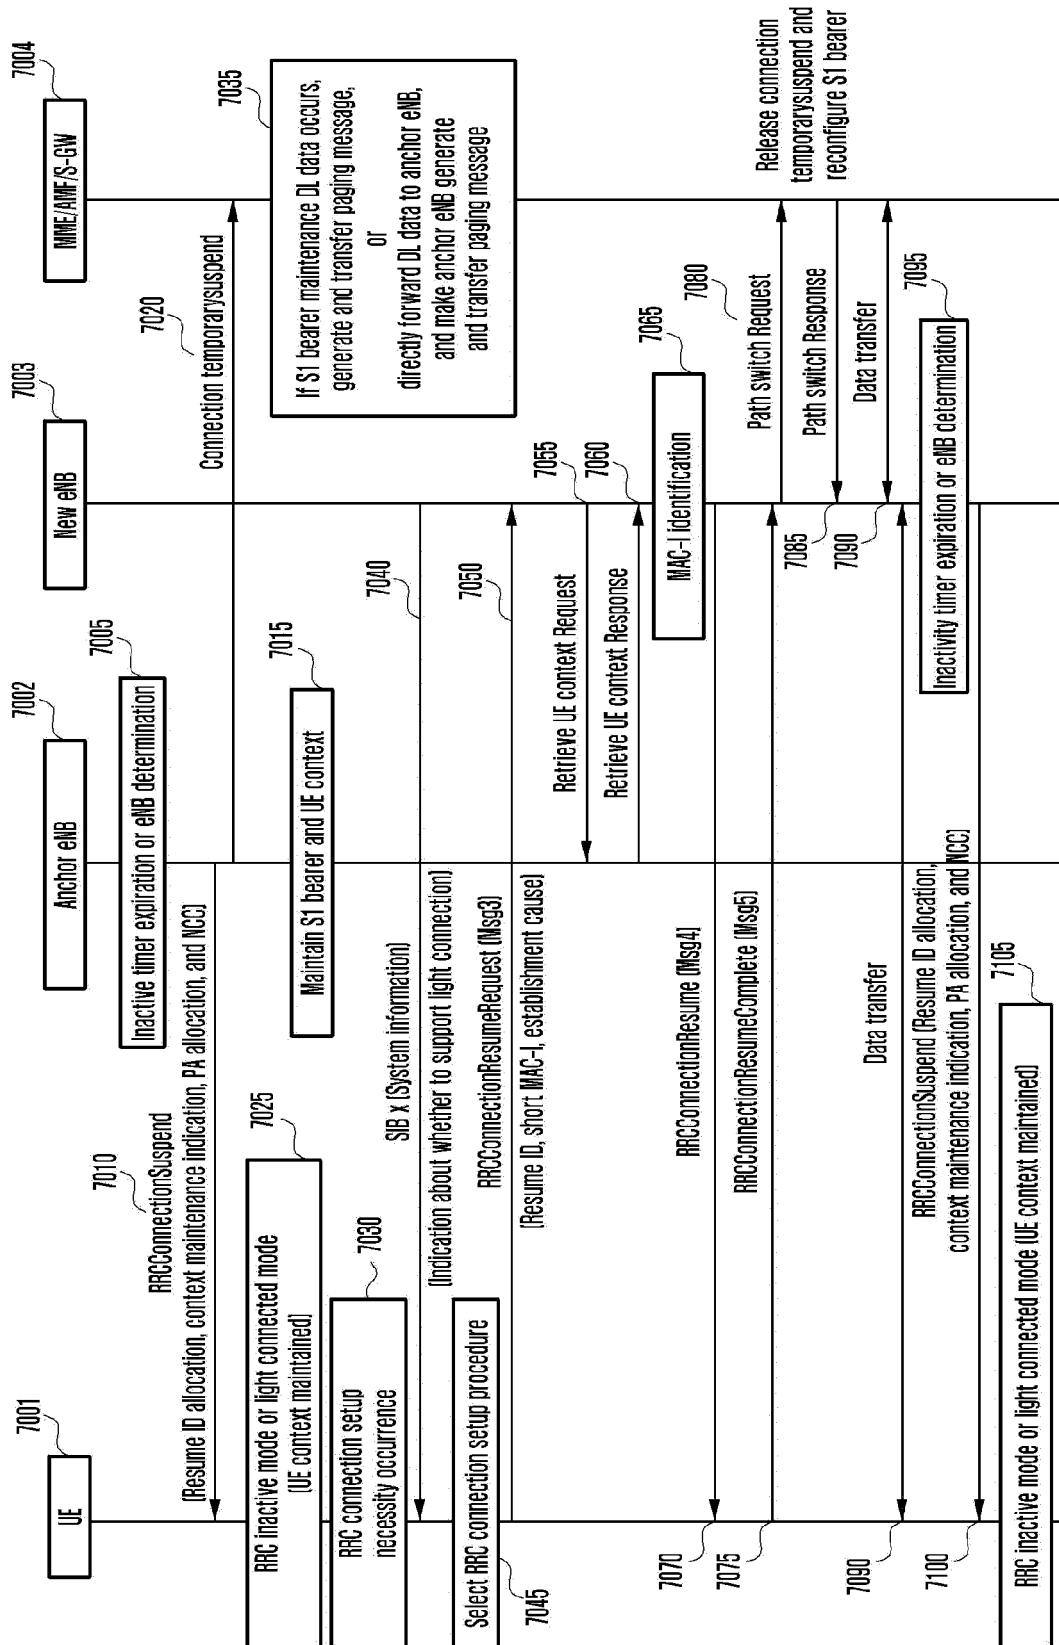 UE
7001
Anchor eNB
7002
New eNB
7003
MME/AMF/S-GW
7004
Inactive timer expiration or eNB determination
7005
7010
RRCConnectionSuspend
(Resume ID allocation, context maintenance indication, PA allocation, and NCC)
Connection temporarysuspend
7020
Maintain S1 bearer and UE context
7015
RRC inactive mode or light connected mode
(UE context maintained)
7025
RRC connection setup
necessity occurrence
7030
If S1 bearer maintenance DL data occurs,
generate and transfer paging message,
or
directly forward DL data to anchor eNB,
and make anchor eNB generate
and transfer paging message
7035
SIB x (System information)
(Indication about whether to support light connection)
7040
Select RRC connection setup procedure
7045
RRCConnectionResumeRequest (Msg3)
(Resume ID, short MAC-I, establishment cause)
7050
Retrieve UE context Request
7055
Retrieve UE context Response
7060
MAC-I identification
7065
RRCConnectionResume (Msg4)
7070
RRCConnectionResumeComplete (Msg5)
7075
Path switch Request
7080
Release connection
temporarysuspend and
reconfigure S1 bearer
Path switch Response
7085
Data transfer
7090
Data transfer
7090
Inactivity timer expiration or eNB determination
7095
RRCConnectionSuspend (Resume ID allocation,
context maintenance indication, PA allocation, and NCC)
7100
RRC inactive mode or light connected mode (UE context maintained)
7105